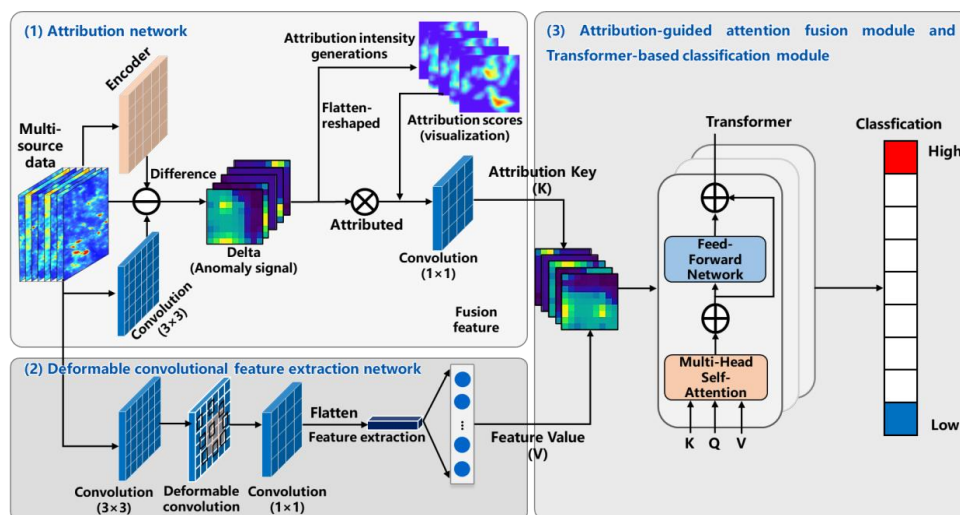 (1) Attribution network
Encoder
Multi-
source
data
Difference
Convolution
(3×3)
Delta
(Anomaly signal)
Attribution intensity
generations
Flatten-
reshaped
Attributed
Attribution scores
(visualization)
Convolution
(1×1)
Attribution Key
(K)
Fusion
feature
(2) Deformable convolutional feature extraction network
Convolution
(3×3)
Deformable
convolution
Convolution
(1×1)
Flatten
Feature extraction
Feature Value
(V)
(3) Attribution-guided attention fusion module and
Transformer-based classification module
Transformer
Feed-
Forward
Network
Multi-Head
Self-
Attention
K Q V
Classfication
High
Low